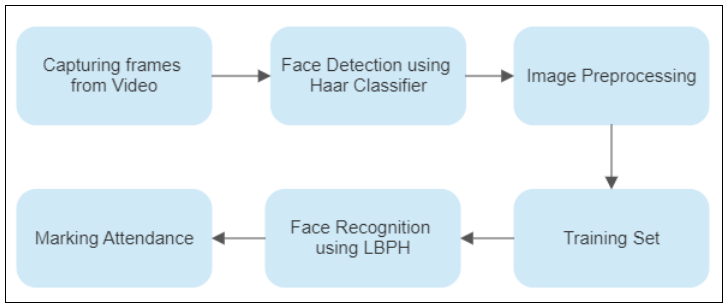 Capturing frames
from Video
Face Detection using
Haar Classifier
Image Preprocessing
Training Set
Face Recognition
using LBPH
Marking Attendance